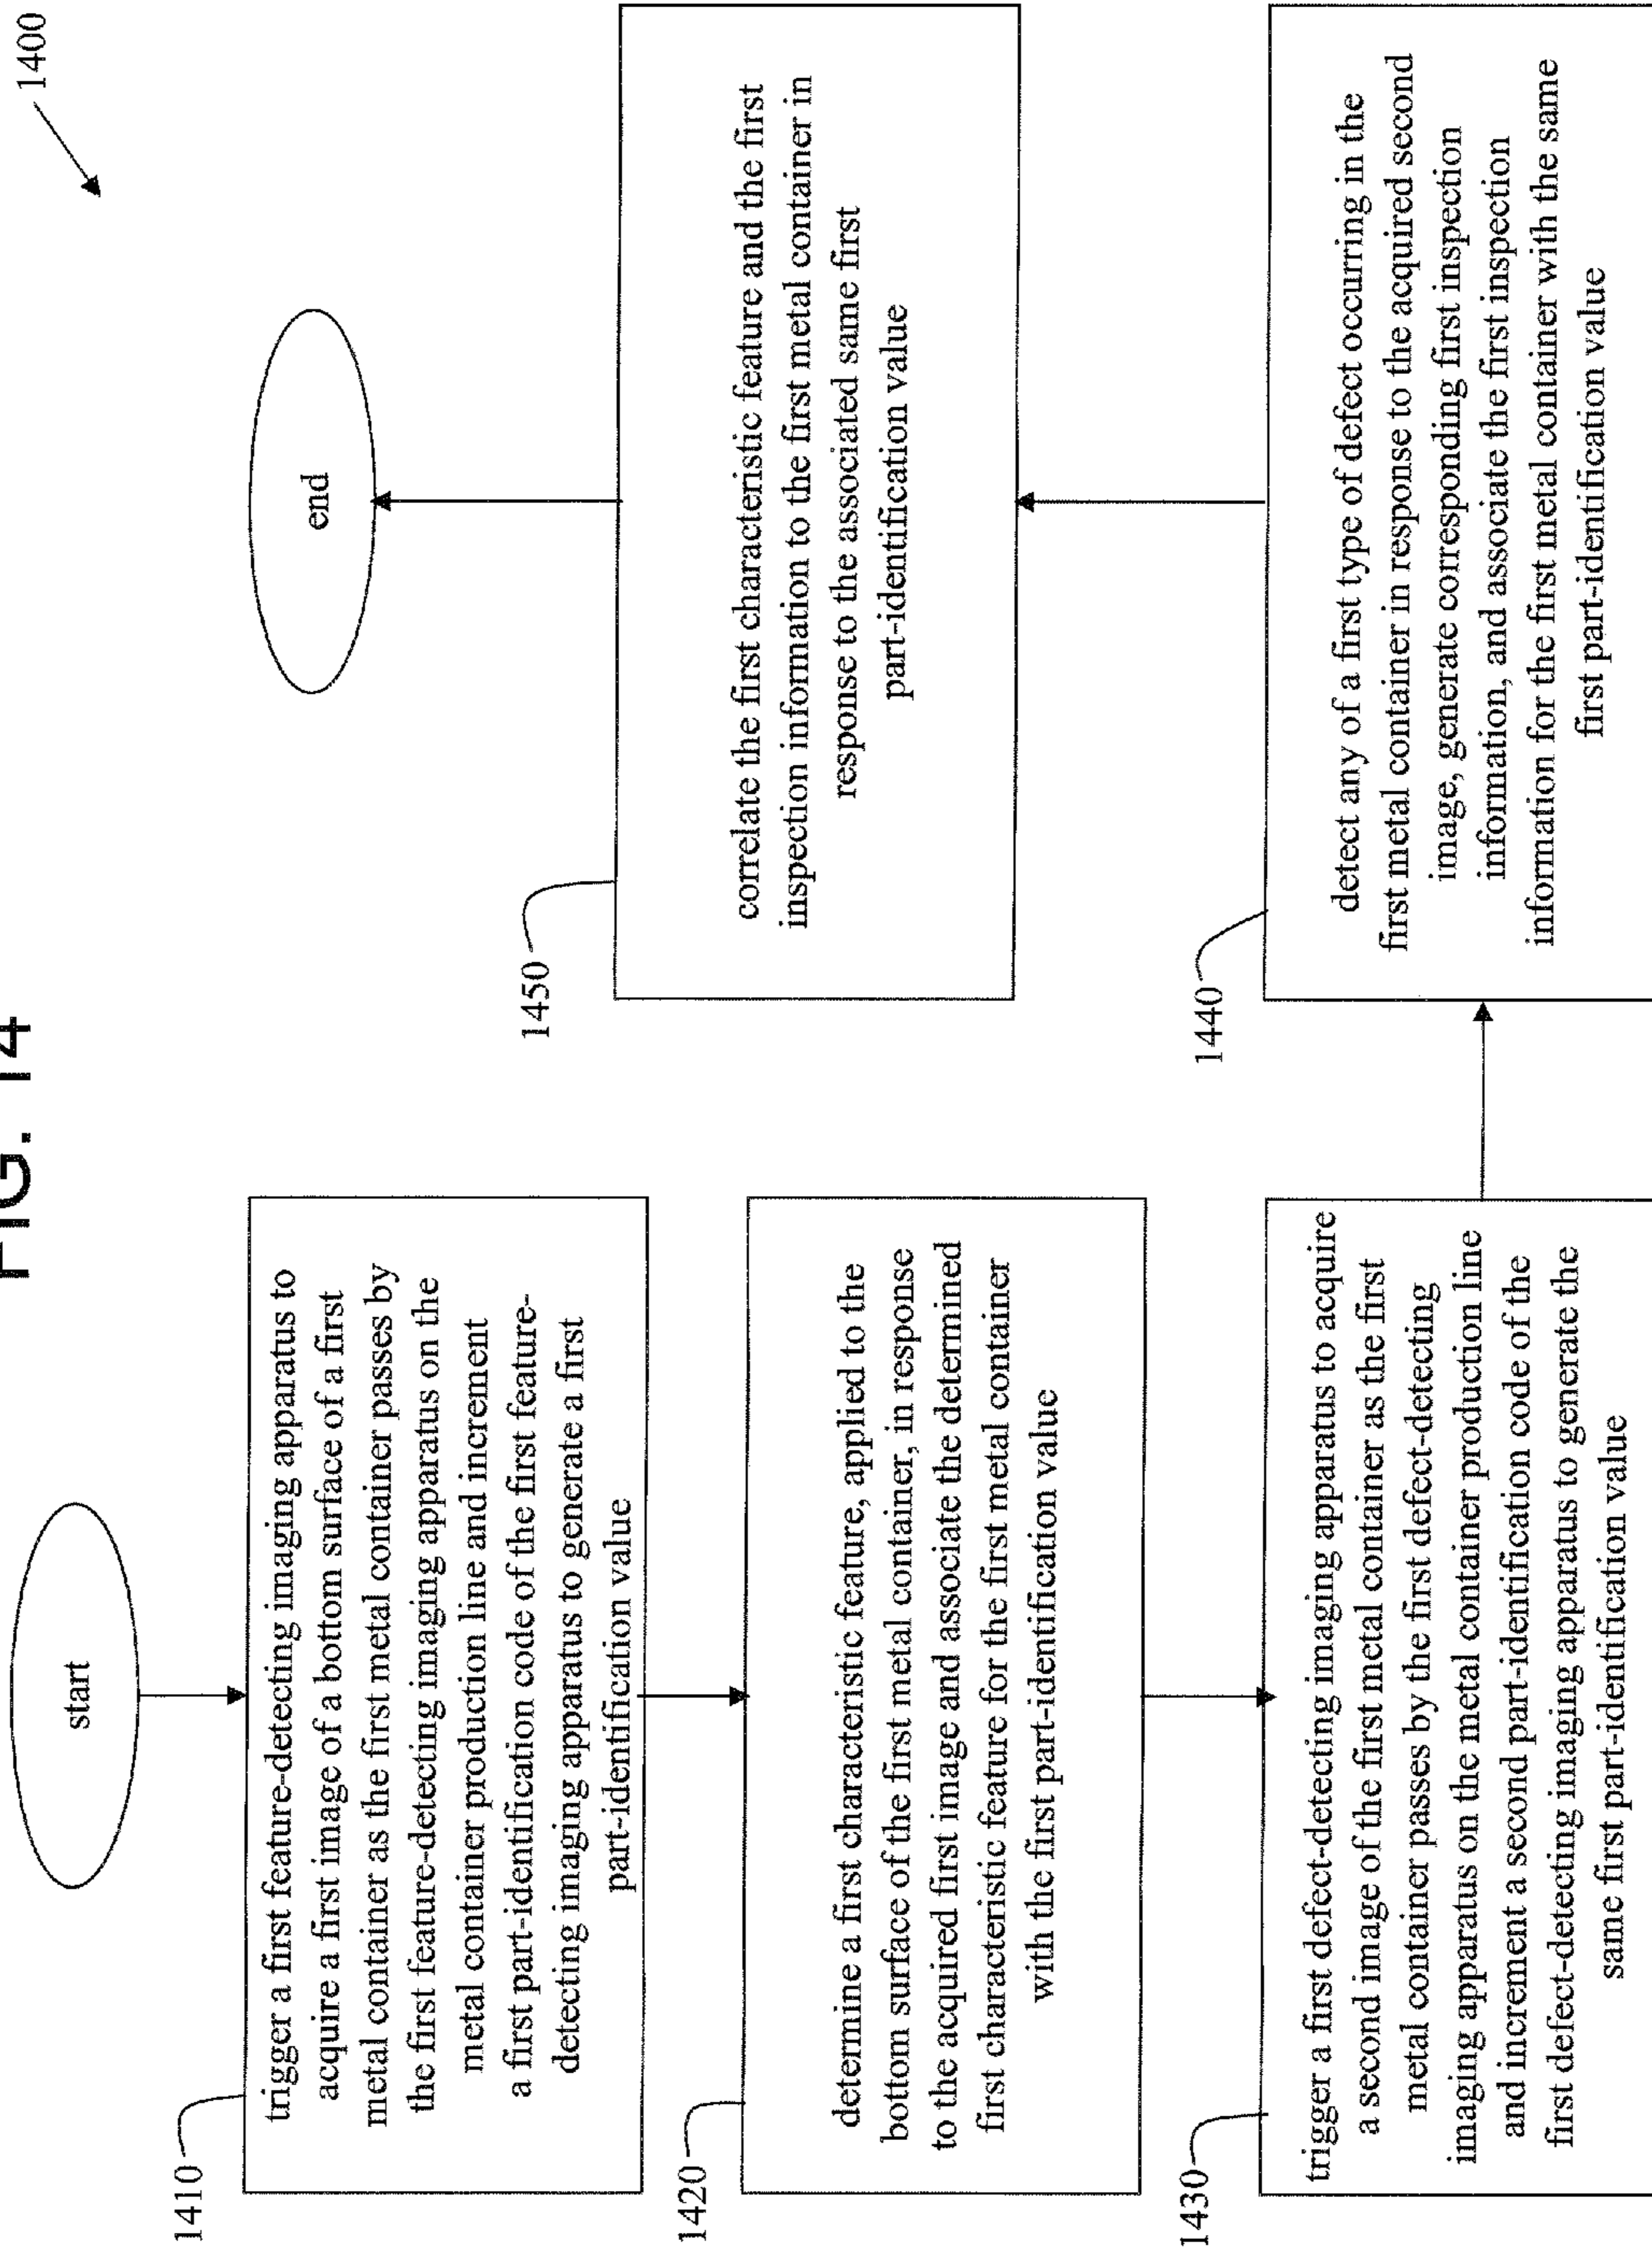 FIG. 14
1400
start
1410
trigger a first feature-detecting imaging apparatus to
acquire a first image of a bottom surface of a first
metal container as the first metal container passes by
the first feature-detecting imaging apparatus on the
metal container production line and increment
a first part-identification code of the first feature-
detecting imaging apparatus to generate a first
part-identification value
1420
determine a first characteristic feature, applied to the
bottom surface of the first metal container, in response
to the acquired first image and associate the determined
first characteristic feature for the first metal container
with the first part-identification value
1430
trigger a first defect-detecting imaging apparatus to acquire
a second image of the first metal container as the first
metal container passes by the first defect-detecting
imaging apparatus on the metal container production line
and increment a second part-identification code of the
first defect-detecting imaging apparatus to generate the
same first part-identification value
1440
detect any of a first type of defect occurring in the
first metal container in response to the acquired second
image, generate corresponding first inspection
information, and associate the first inspection
information for the first metal container with the same
first part-identification value
1450
correlate the first characteristic feature and the first
inspection information to the first metal container in
response to the associated same first
part-identification value
end